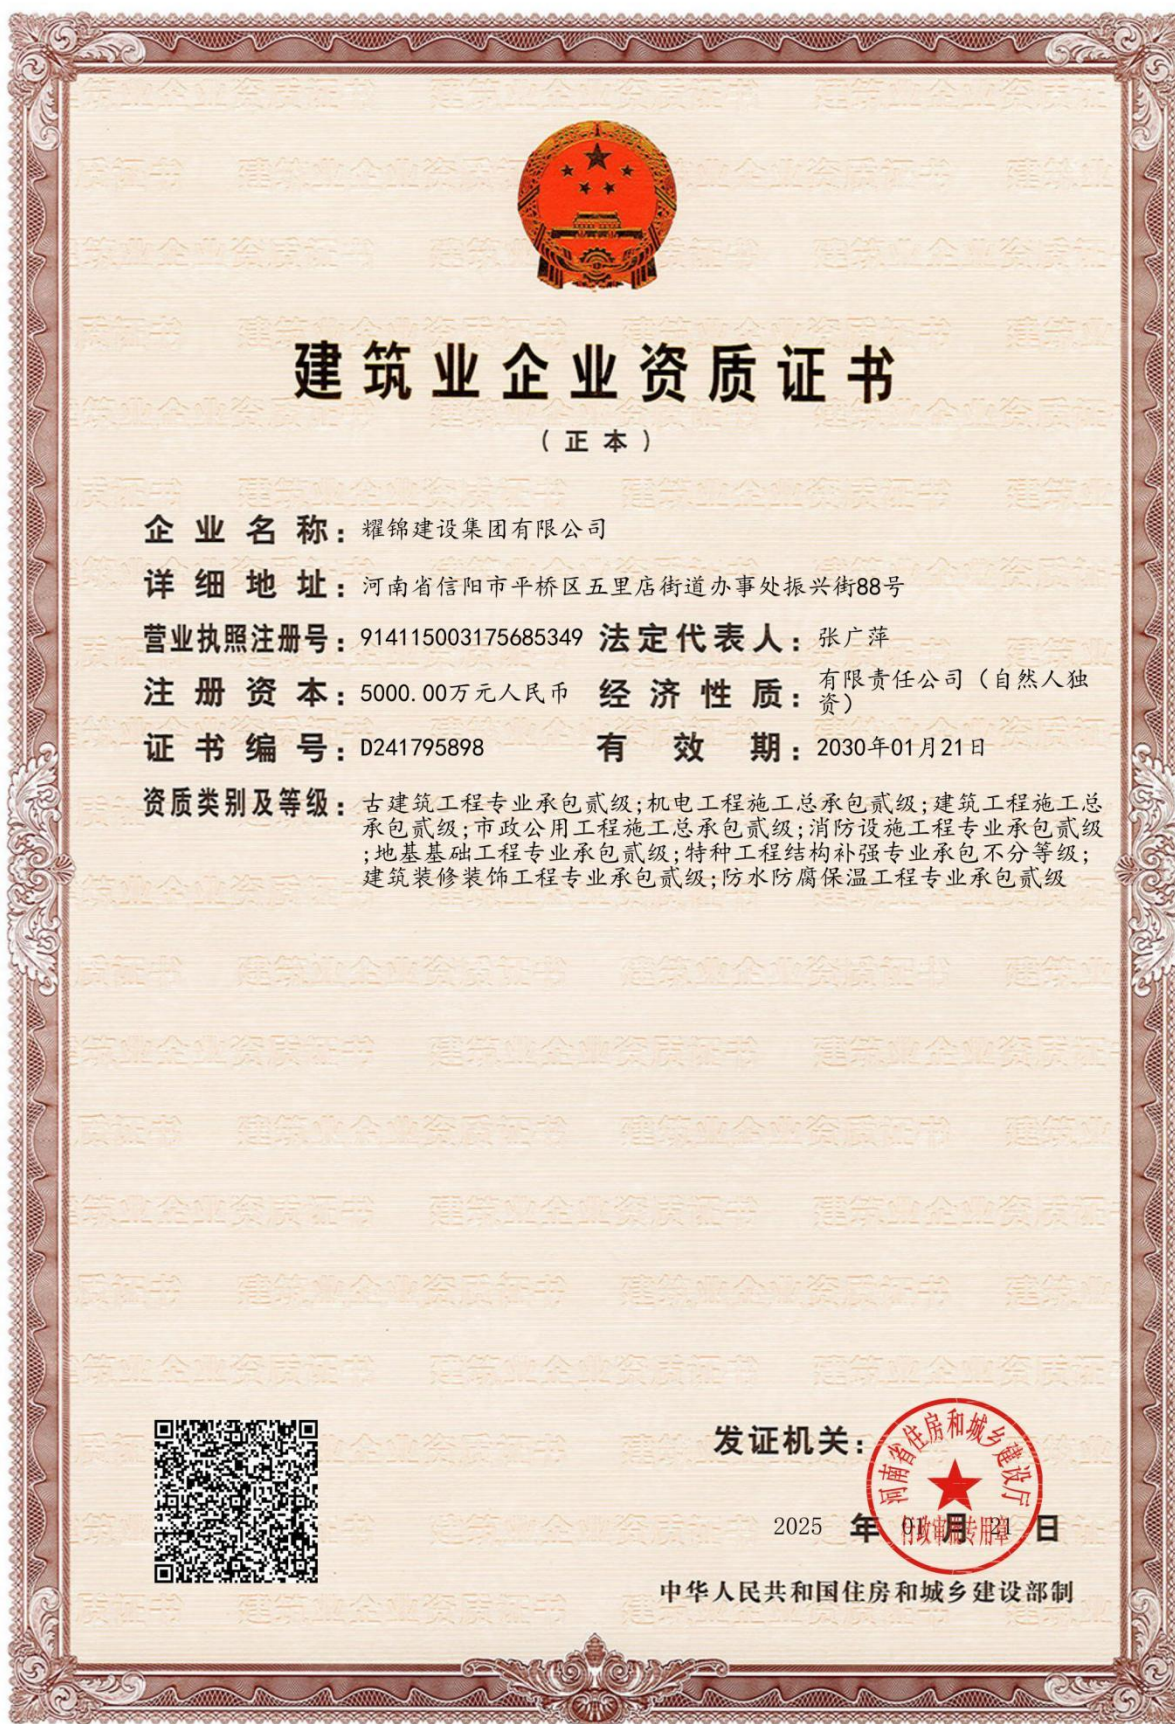 建筑业企业资质证书
（正本）
企业名称：耀锦建设集团有限公司
详细地址：河南省信阳市平桥区五里店街道办事处振兴街88号
营业执照注册号：914115003175685349 法定代表人：张广萍
注册资本：5000.00万元人民币 经济性质：有限责任公司（自然人独
资）
证书编号：D241795898 有效期：2030年01月21日
资质类别及等级：古建筑工程专业承包贰级;机电工程施工总承包贰级;建筑工程施工总
承包贰级;市政公用工程施工总承包贰级;消防设施工程专业承包贰级
;地基基础工程专业承包贰级;特种工程结构补强专业承包不分等级;
建筑装修装饰工程专业承包贰级;防水防腐保温工程专业承包贰级
发证机关：
河南省住房和城乡建设厅
行政审批专用章
2025 年 01 月 21 日
中华人民共和国住房和城乡建设部制